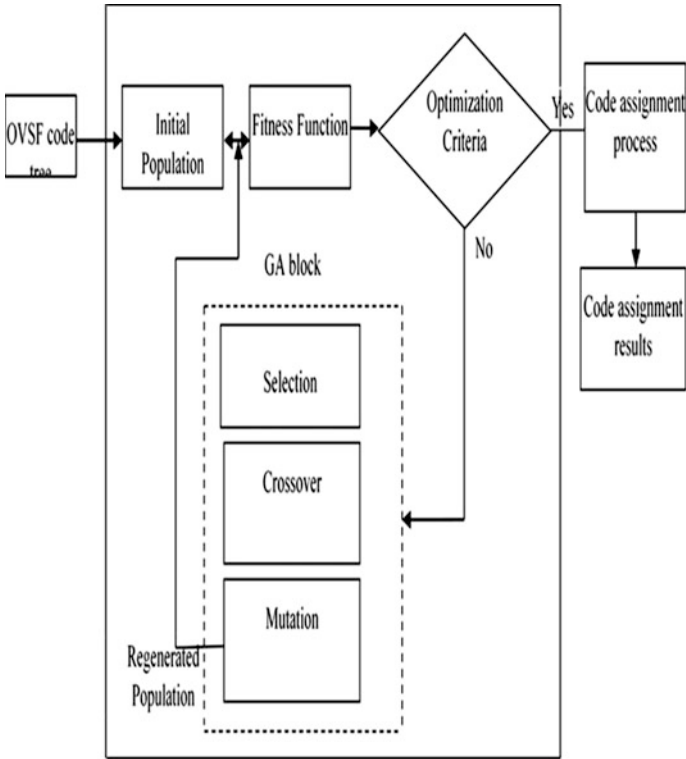 OVSF code
tree
Initial
Population
Fitness Function
Optimization
Criteria
Yes
Code assignment
process
No
Code assignment
results
GA block
Selection
Crossover
Mutation
Regenerated
Population